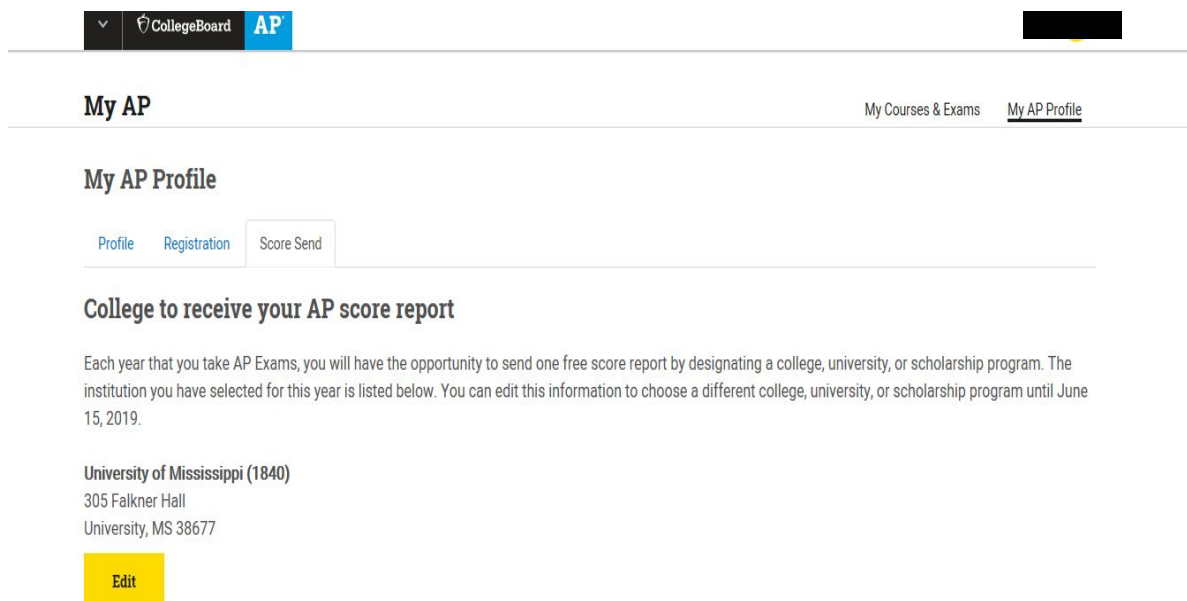 CollegeBoard AP
My AP
My Courses & Exams My AP Profile
My AP Profile
Profile Registration Score Send
College to receive your AP score report
Each year that you take AP Exams, you will have the opportunity to send one free score report by designating a college, university, or scholarship program. The
institution you have selected for this year is listed below. You can edit this information to choose a different college, university, or scholarship program until June
15, 2019.
University of Mississippi (1840)
305 Falkner Hall
University, MS 38677
Edit